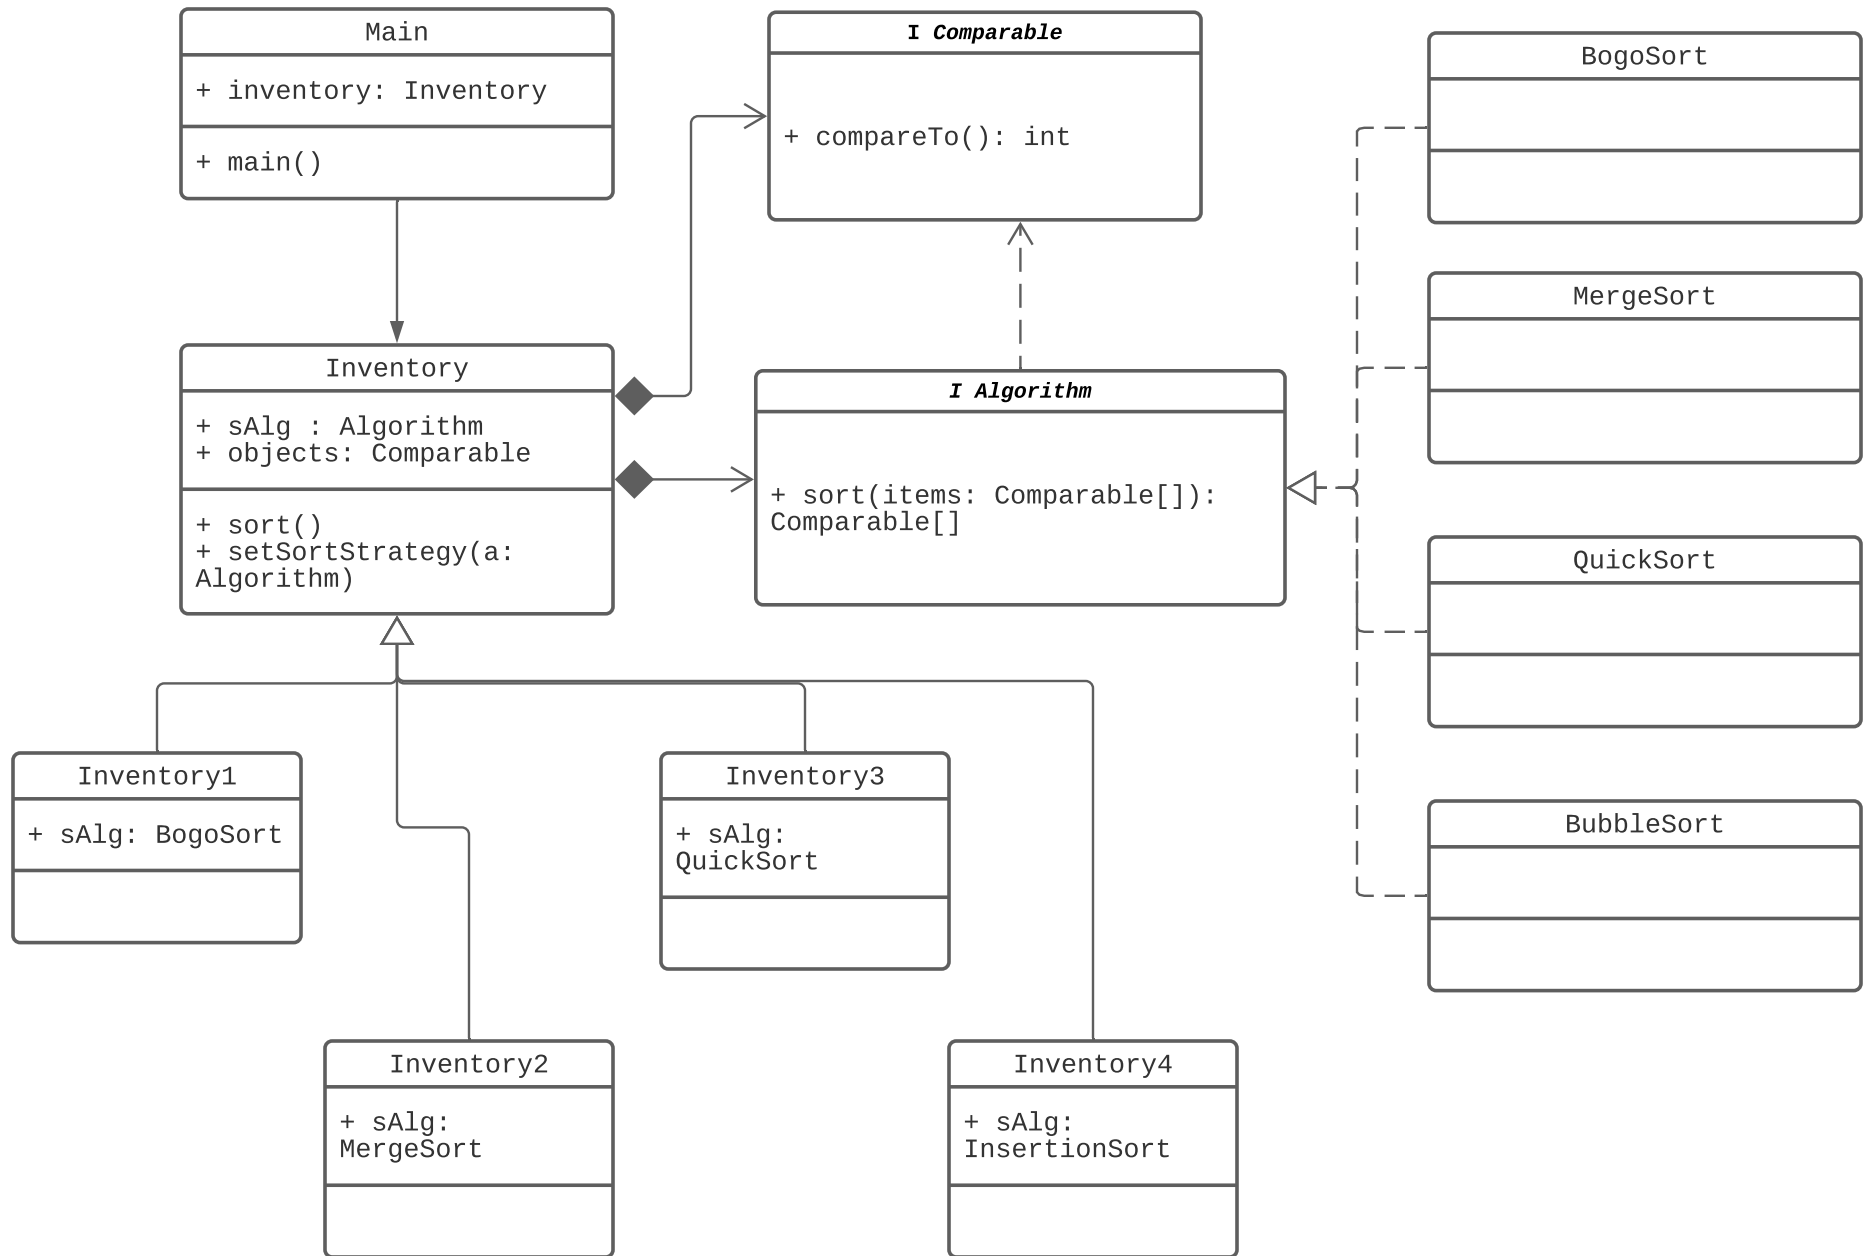 Main
+ inventory: Inventory
+ main()
I Comparable
+ compareTo(): int
BogoSort
MergeSort
Inventory
+ sAlg : Algorithm
+ objects: Comparable
+ sort()
+ setSortStrategy(a:
Algorithm)
I Algorithm
+ sort(items: Comparable[]):
Comparable[]
QuickSort
BubbleSort
Inventory1
+ sAlg: BogoSort
Inventory3
+ sAlg:
QuickSort
Inventory2
+ sAlg:
MergeSort
Inventory4
+ sAlg:
InsertionSort